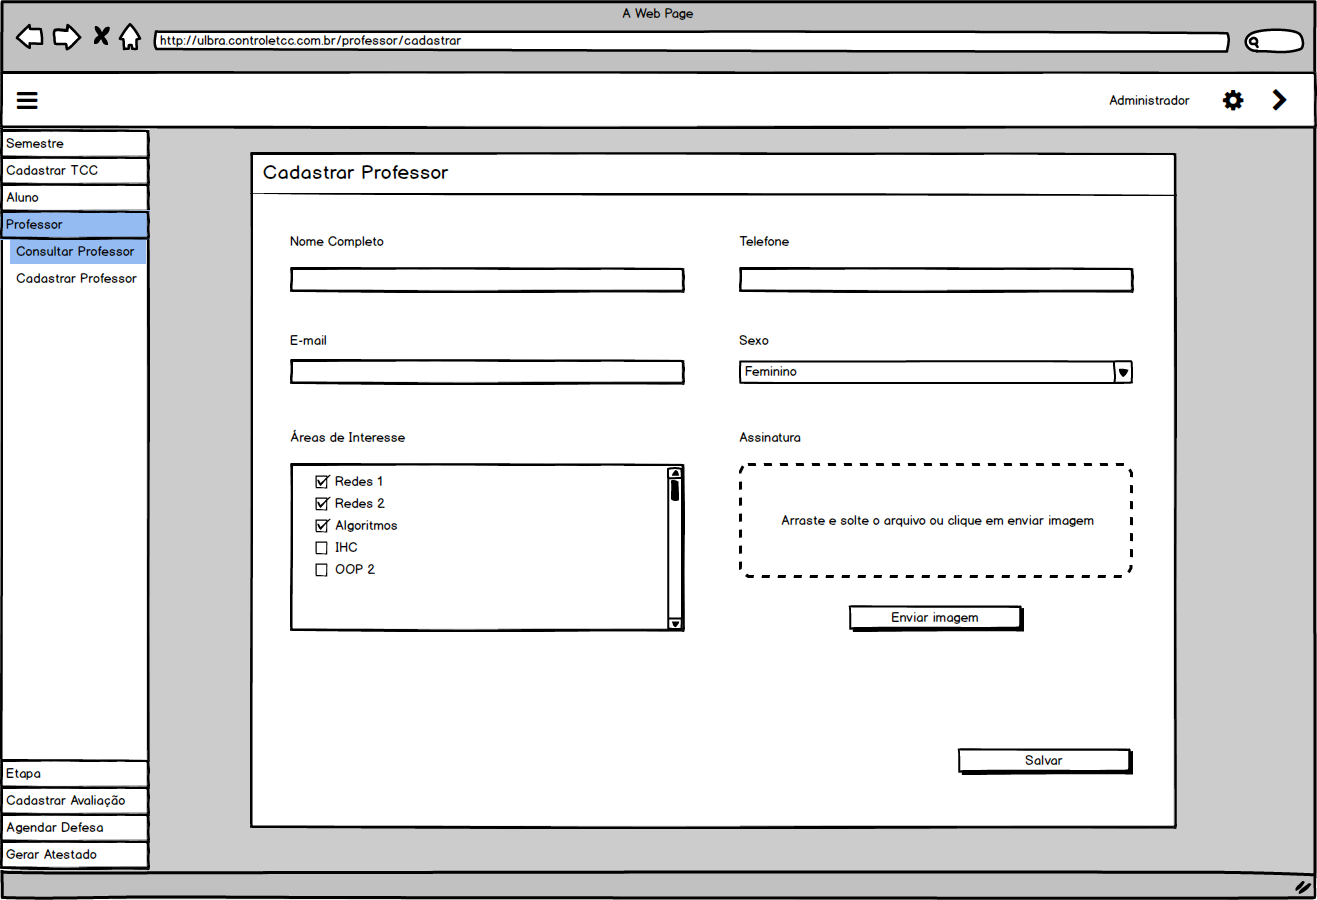 A Web Page
http://ulbra.controletcc.com.br/professor/cadastrar
Administrador
Semestre
Cadastrar TCC
Aluno
Professor
Consultar Professor
Cadastrar Professor
Etapa
Cadastrar Avaliação
Agendar Defesa
Gerar Atestado
Cadastrar Professor
Nome Completo
Telefone
E-mail
Sexo
Feminino
Áreas de Interesse
Redes 1
Redes 2
Algoritmos
IHC
OOP 2
Assinatura
Arraste e solte o arquivo ou clique em enviar imagem
Enviar imagem
Salvar